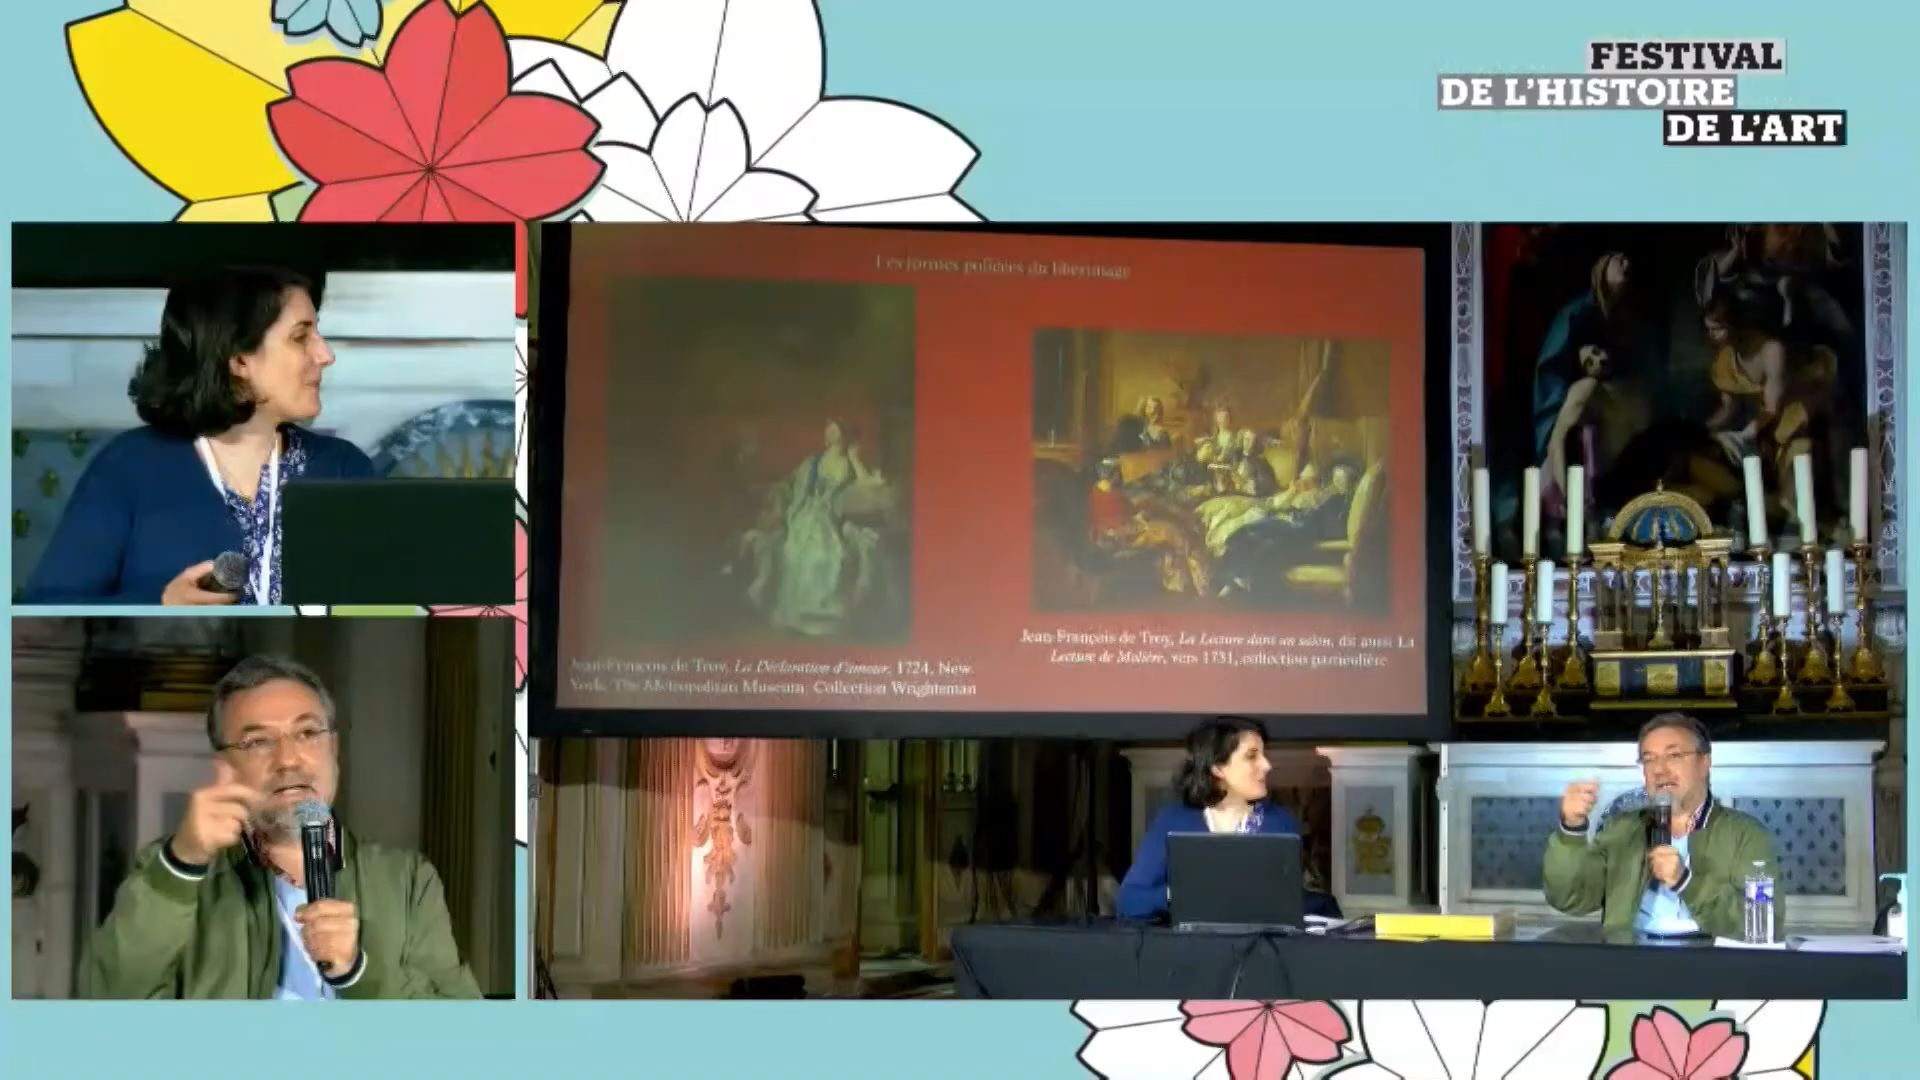 FESTIVAL
DE L'HISTOIRE
DE L'ART
Les formes policées du libertinage
Jean-François de Troy, La Déclaration d'amour, 1724, New
York, The Metropolitan Museum, Collection Wrightsman
Jean-François de Troy, La Lecture dans un salon, dit aussi La
Lecture de Molière, vers 1731, collection particulière